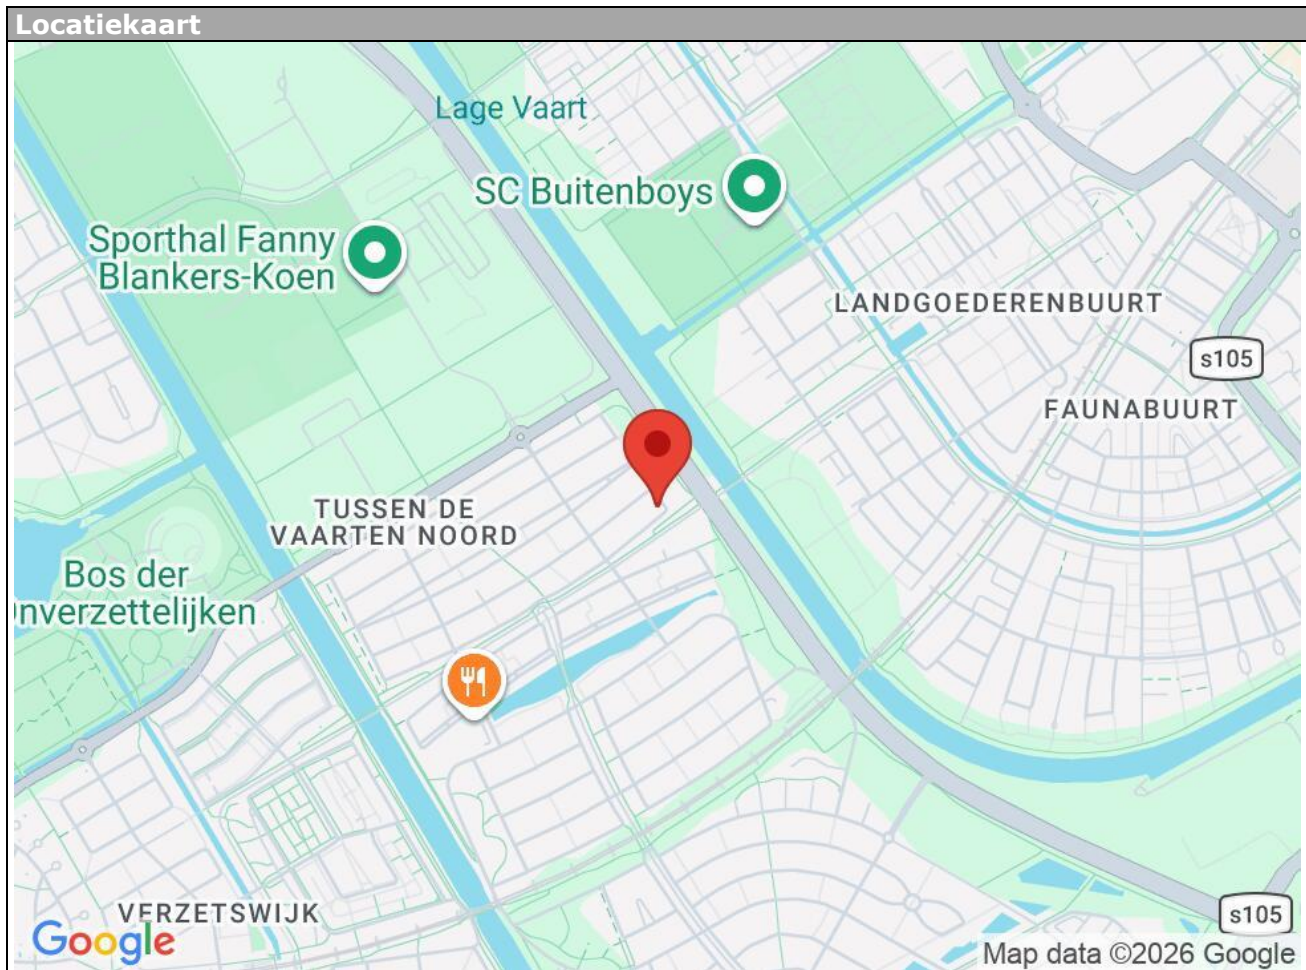 Locatiekaart
Lage Vaart
SC Buitenboys
Sporthal Fanny
Blankers-Koen
LANDGOEDERENBUURT
s105
FAUNABUURT
TUSSEN DE
VAARTEN NOORD
Bos der
nverzettelijken
VERZETSWIJK
s105
Google
Map data ©2026 Google